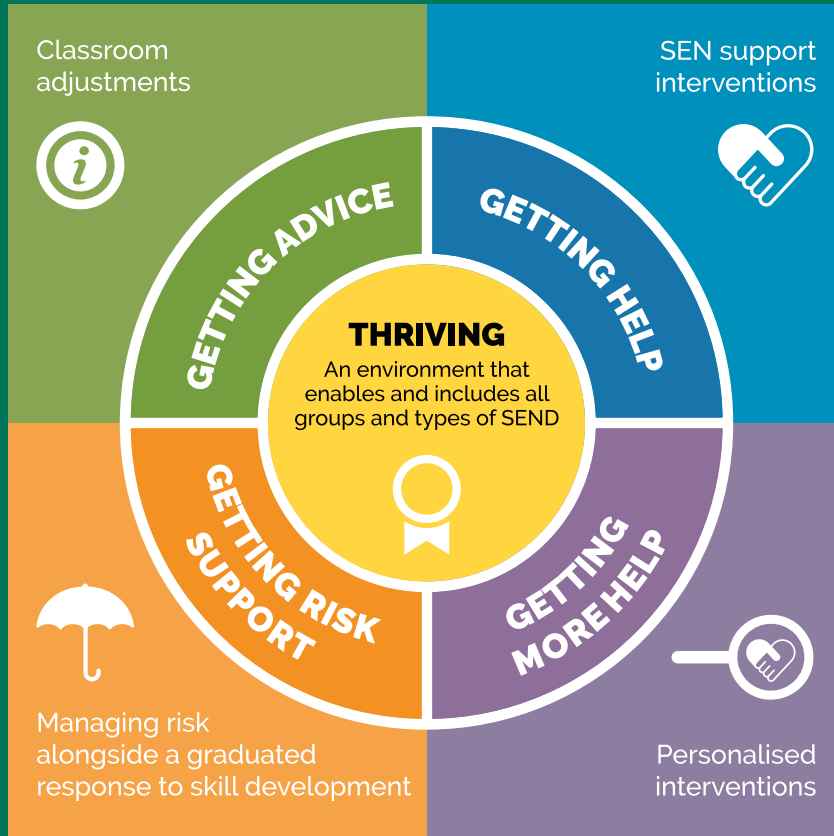 Classroom
adjustments
SEN support
interventions
GETTING ADVICE
GETTING HELP
THRIVING
An environment that
enables and includes all
groups and types of SEND
GETTING RISK
SUPPORT
GETTING
MORE HELP
Managing risk
alongside a graduated
response to skill development
Personalised
interventions